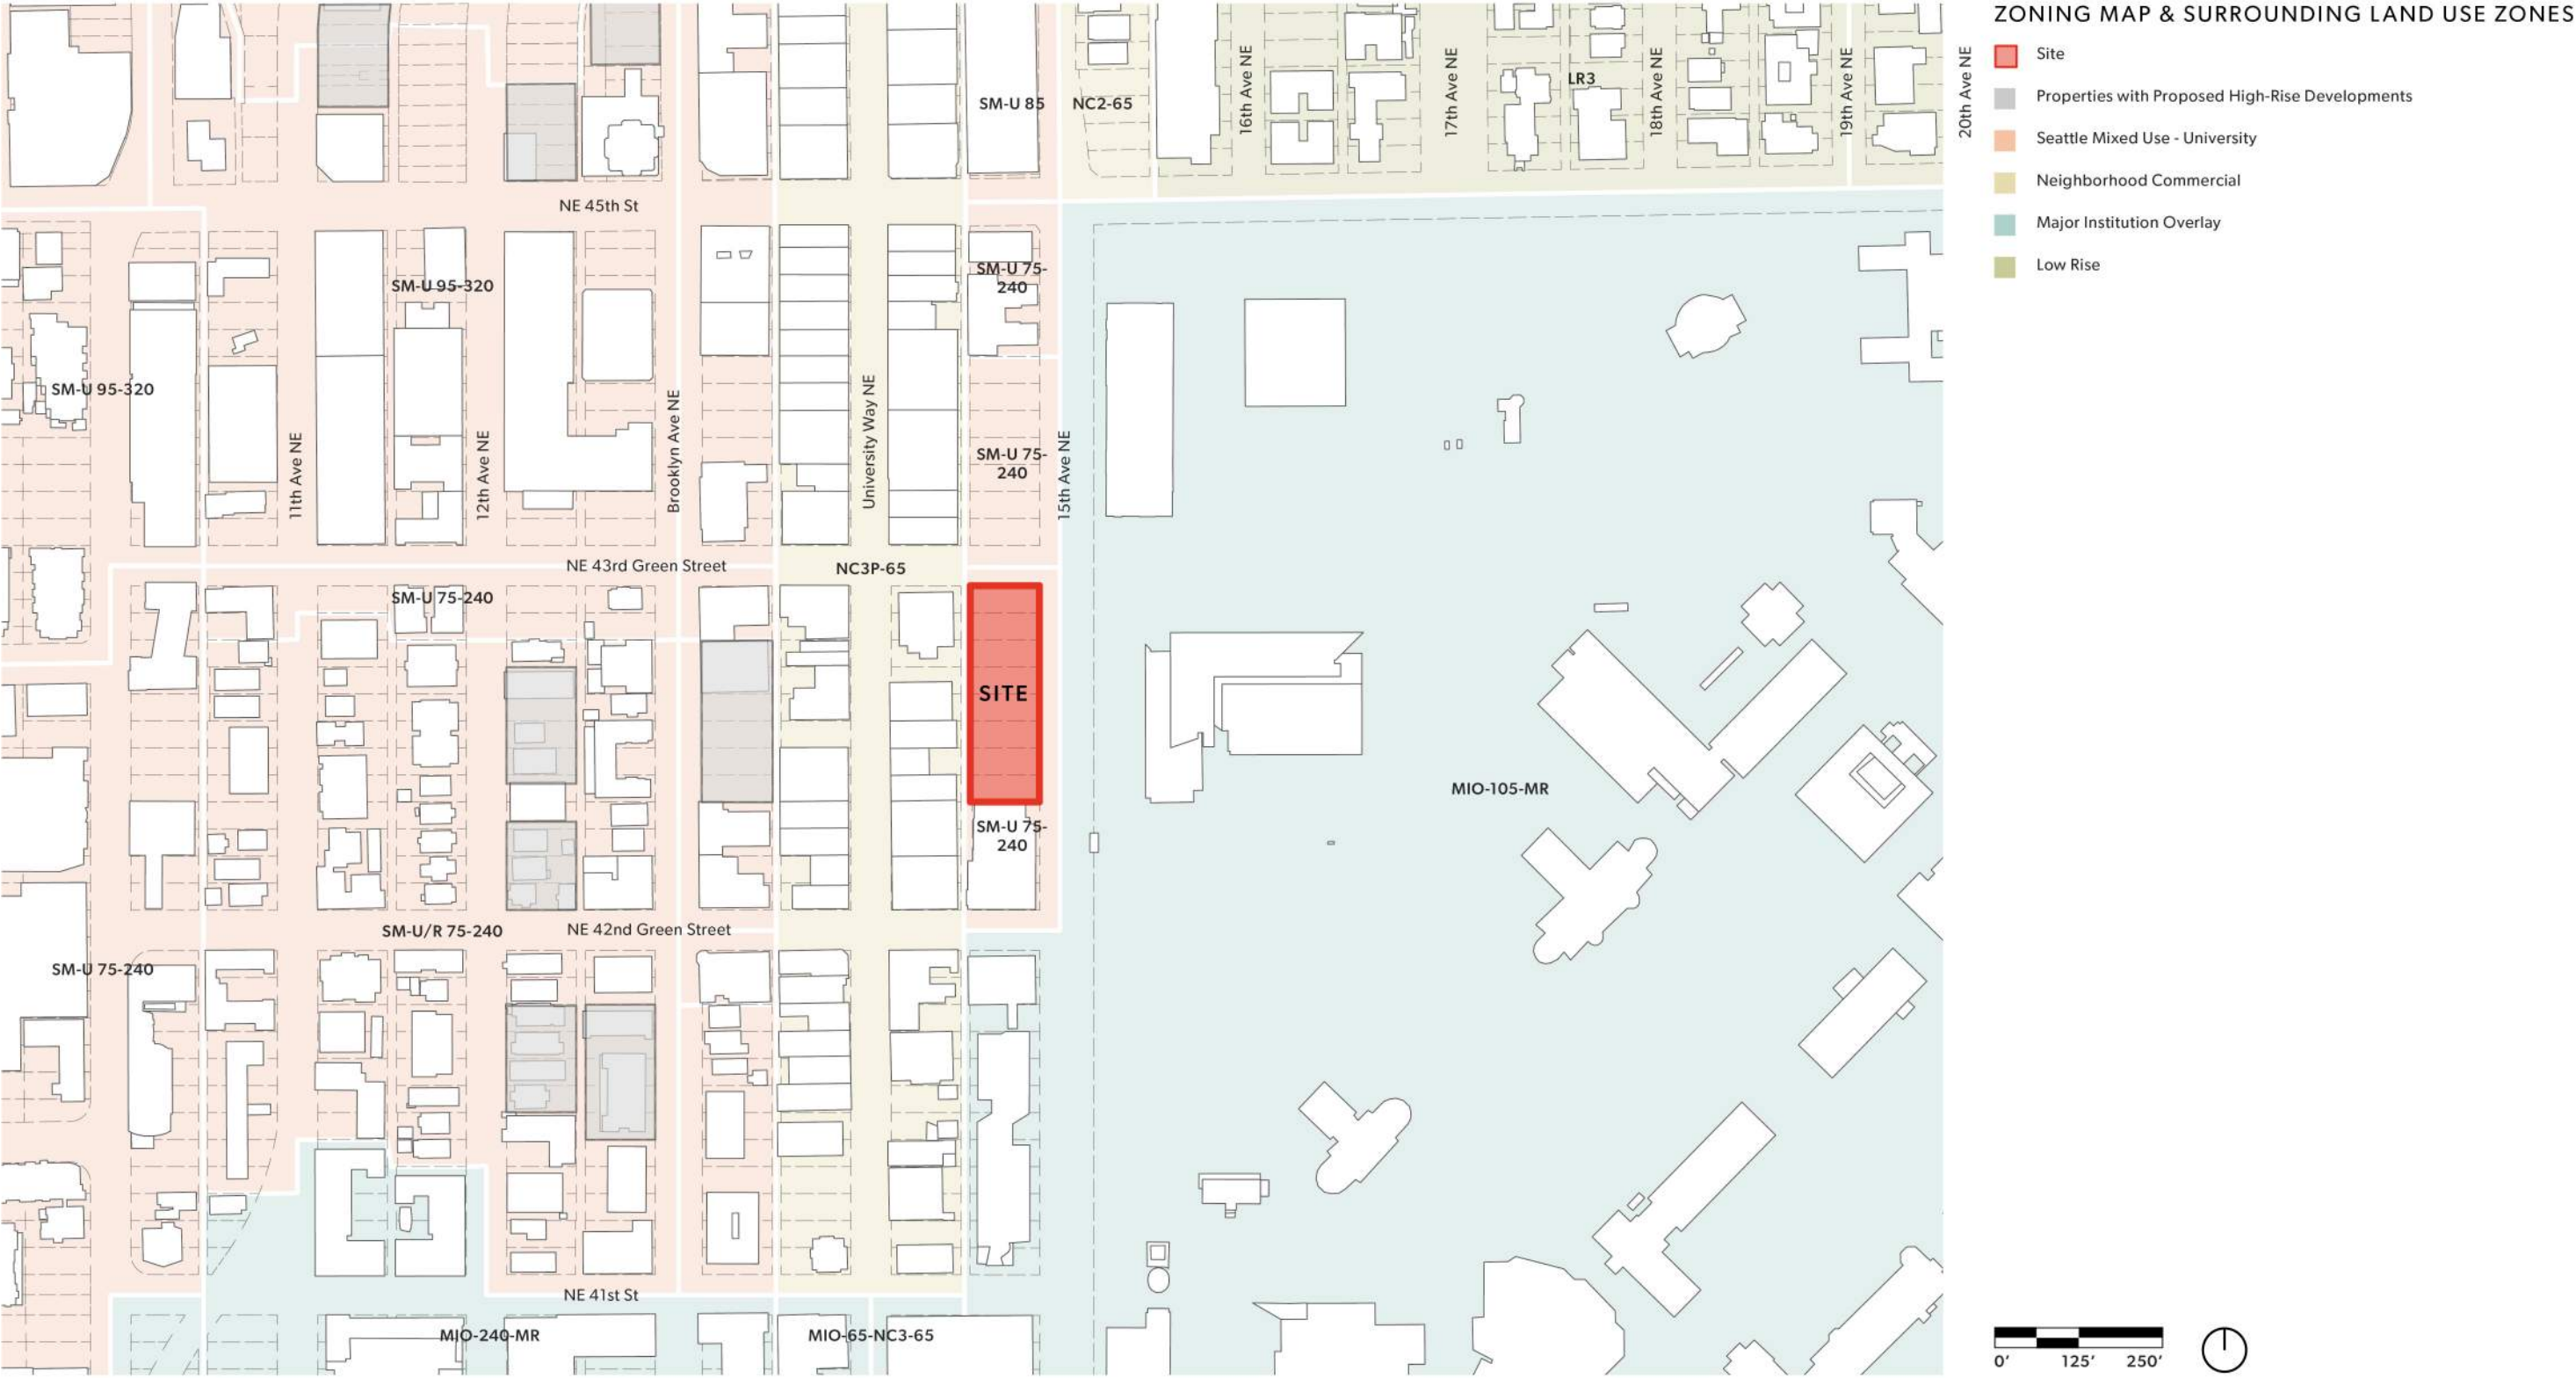 ZONING MAP & SURROUNDING LAND USE ZONES
Site
Properties with Proposed High-Rise Developments
Seattle Mixed Use - University
Neighborhood Commercial
Major Institution Overlay
Low Rise
16th Ave NE
17th Ave NE
18th Ave NE
19th Ave NE
20th Ave NE
LR3
SM-U 85
NC2-65
NE 45th St
SM-U 75-
240
SM-U 95-320
SM-U 95-320
11th Ave NE
12th Ave NE
Brooklyn Ave NE
University Way NE
15th Ave NE
SM-U 75-
240
NE 43rd Green Street
NC3P-65
SM-U 75-240
SITE
MIO-105-MR
SM-U 75-
240
SM-U/R 75-240
NE 42nd Green Street
SM-U 75-240
NE 41st St
MIO-240-MR
MIO-65-NC3-65
0'
125'
250'